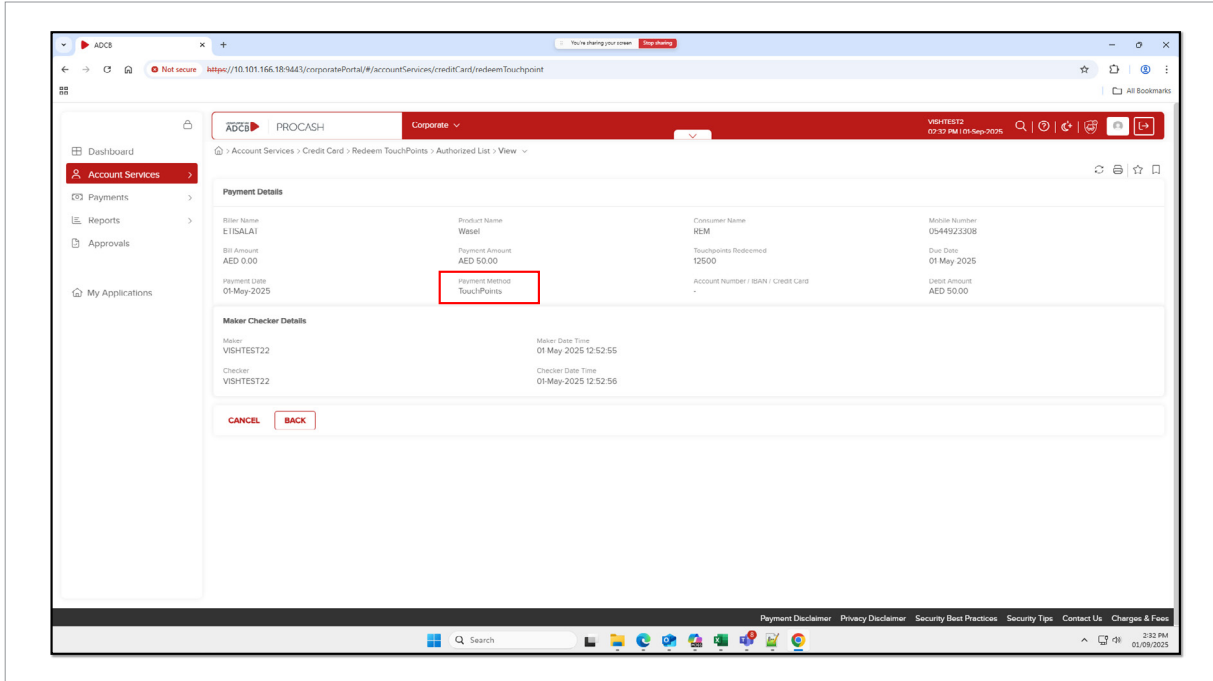 ADCB
You're sharing your screen Stop sharing
Not secure https://10.101.166.18:9443/corporatePortal/#/accountServices/creditCard/redeemTouchpoint
All Bookmarks
ADCB PROCASH Corporate
VISHTEST2
02:32 PM | 01-Sep-2025
Dashboard
Account Services
Payments
Reports
Approvals
My Applications
> Account Services > Credit Card > Redeem TouchPoints > Authorized List > View
Payment Details
Biller Name Product Name Consumer Name Mobile Number
ETISALAT Wasel REM 0544923308
Bill Amount Payment Amount Touchpoints Redeemed Due Date
AED 0.00 AED 50.00 12500 01 May 2025
Payment Date Payment Method Account Number / IBAN / Credit Card Debit Amount
01-May-2025 TouchPoints - AED 50.00
Maker Checker Details
Maker Maker Date Time
VISHTEST22 01 May 2025 12:52:55
Checker Checker Date Time
VISHTEST22 01-May-2025 12:52:56
CANCEL BACK
Payment Disclaimer Privacy Disclaimer Security Best Practices Security Tips Contact Us Charges & Fees
Search
2:32 PM
01/09/2025